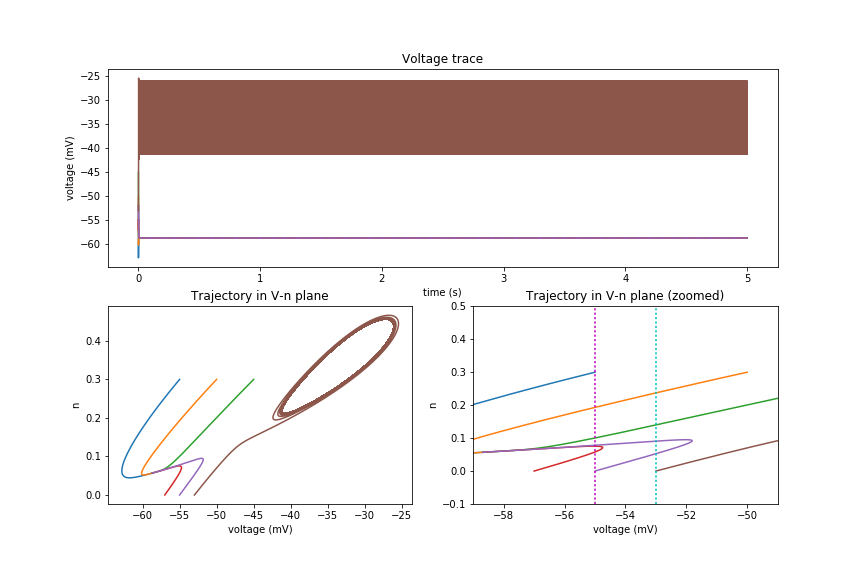 Voltage trace
voltage (mV)
−25
−30
−35
−40
−45
−50
−55
−60
0 1 2 3 4 5
time (s)
Trajectory in V-n plane
n
0.4
0.3
0.2
0.1
0.0
−60 −55 −50 −45 −40 −35 −30 −25
voltage (mV)
Trajectory in V-n plane (zoomed)
n
0.5
0.4
0.3
0.2
0.1
0.0
−0.1
−58 −56 −54 −52 −50
voltage (mV)